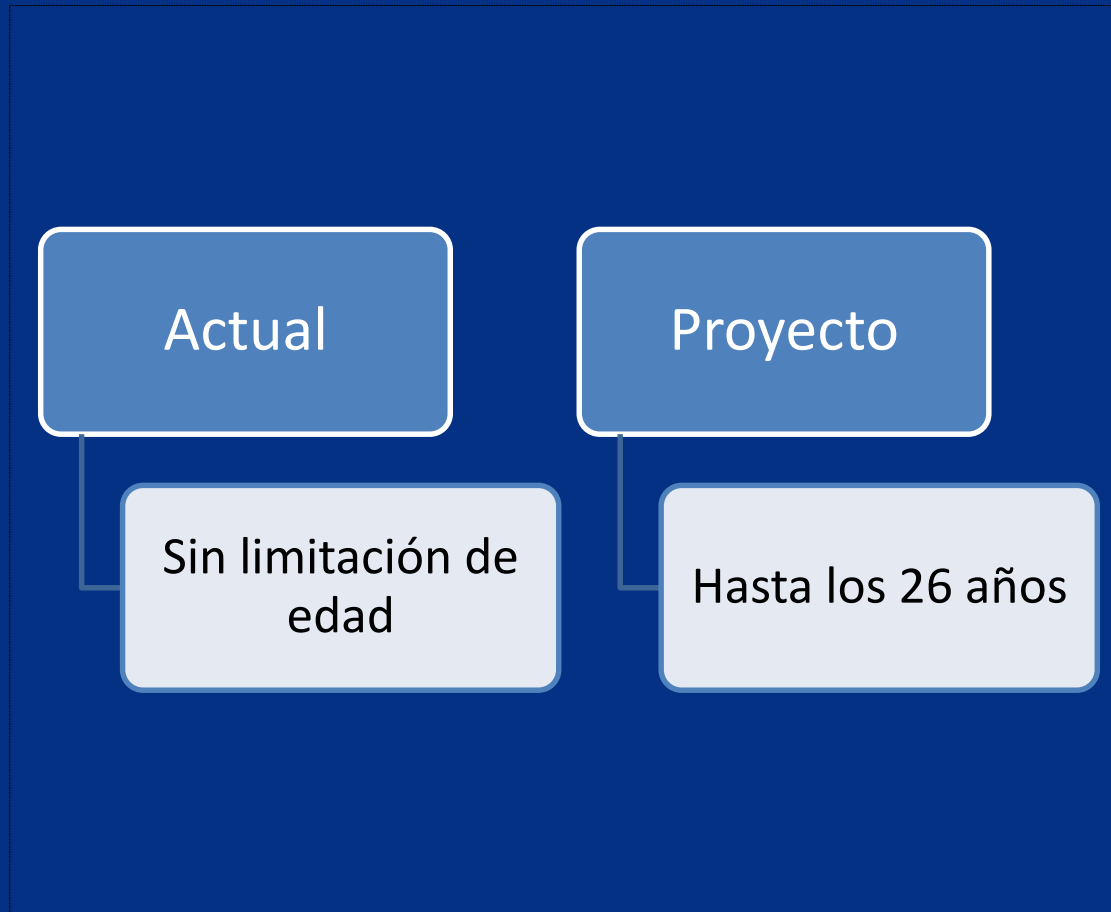 Actual
Sin limitación de
edad
Proyecto
Hasta los 26 años